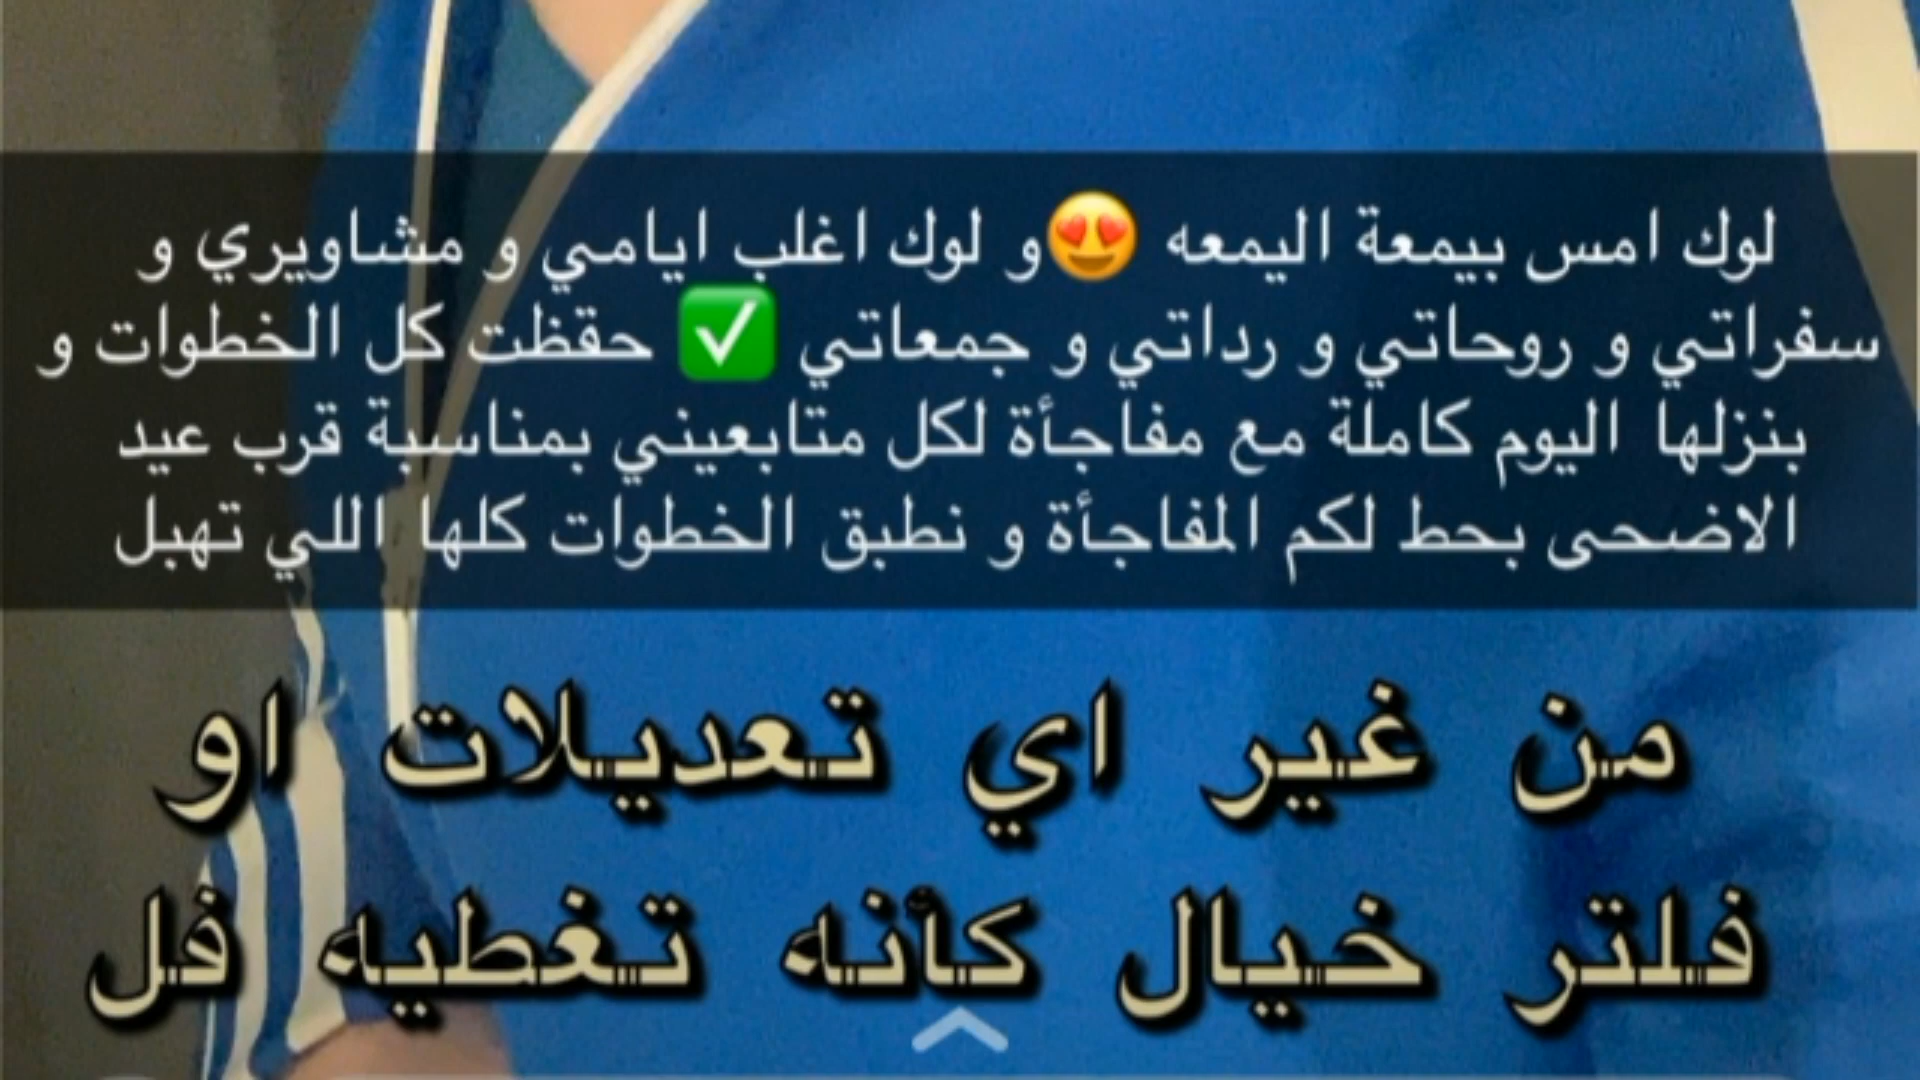 لوك امس بيمعة اليمعه 😍و لوك اغلب ايامي و مشاويري و
سفراتي و روحاتي و رداتي و جمعاتي ✅ حقظت كل الخطوات و
بنزلها اليوم كاملة مع مفاجأة لكل متابعيني بمناسبة قرب عيد
الاضحى بحط لكم المفاجأة و نطبق الخطوات كلها اللي تهبل
من غير اي تعديلات او
فلتر خيال كأنه تغطيه فل